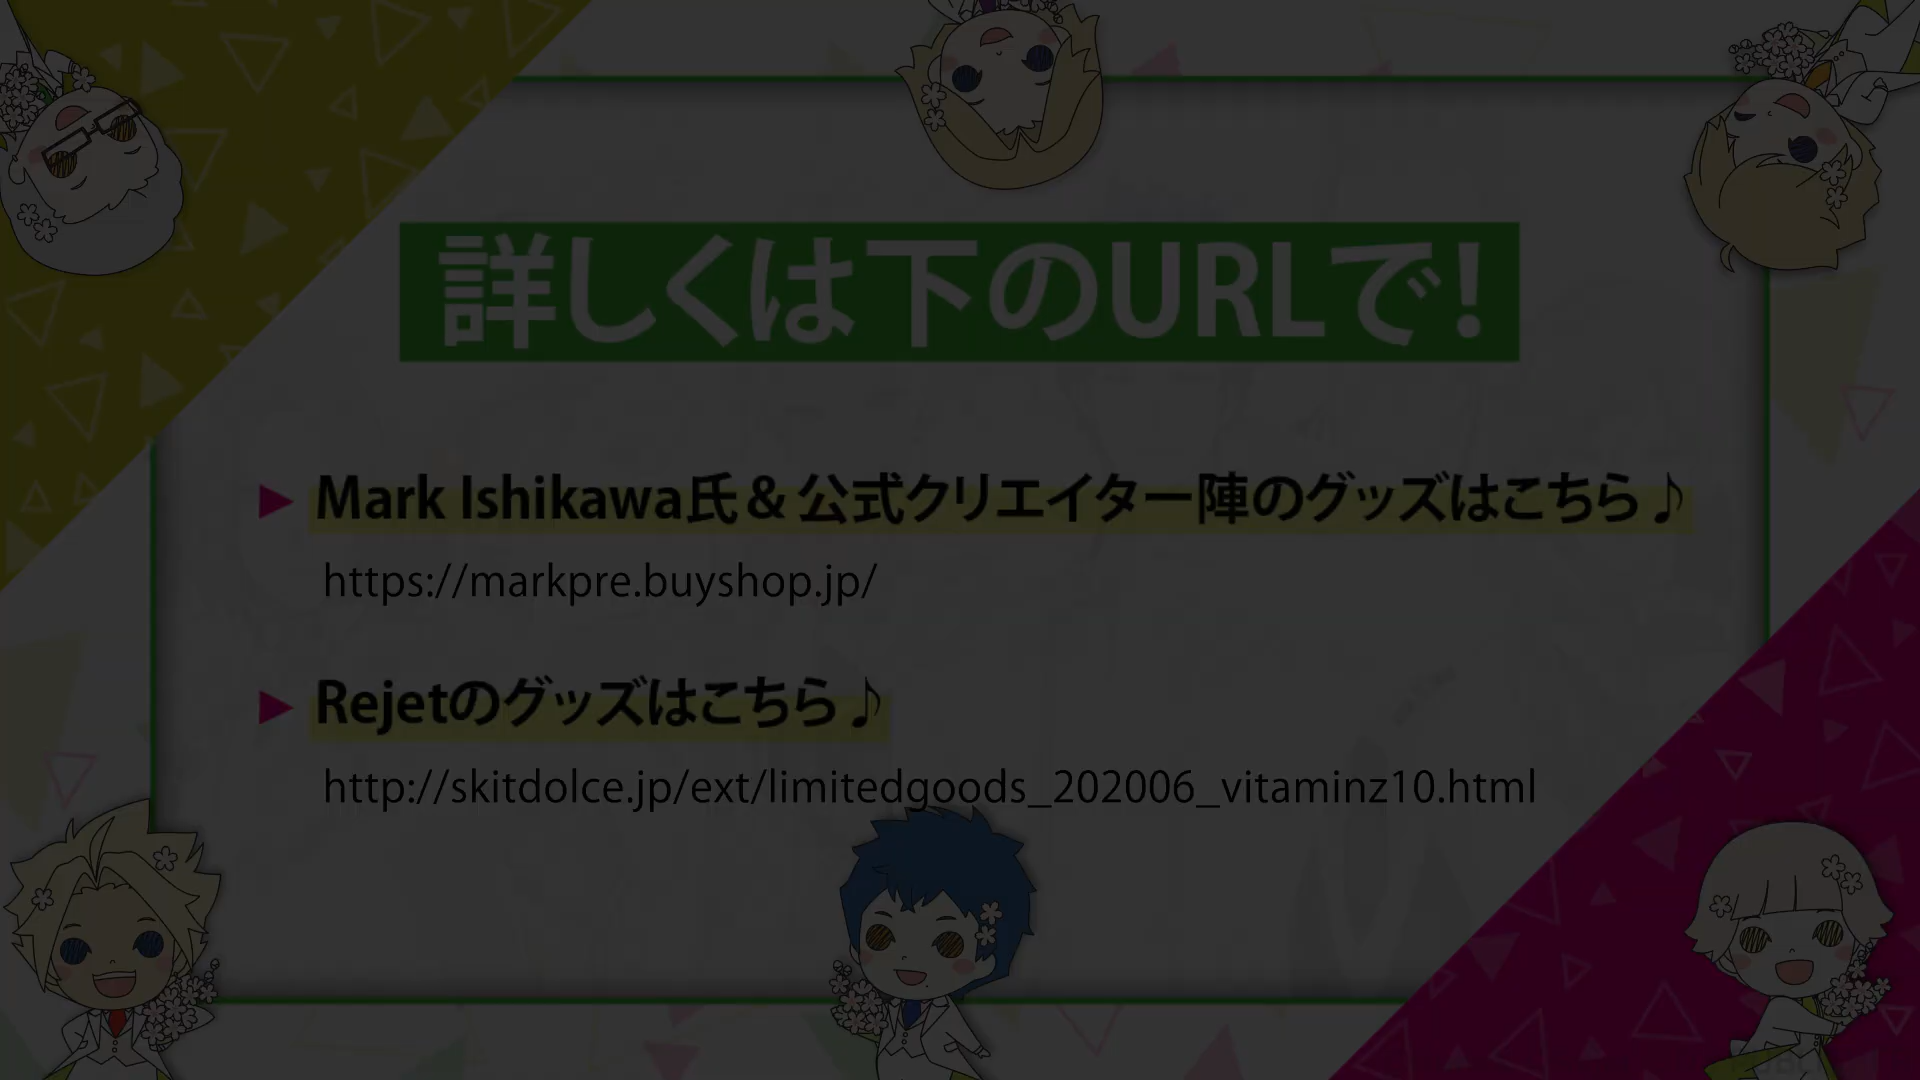 詳しくは下のURLで!
Mark Ishikawa氏&公式クリエイター陣のグッズはこちら♪
https://markpre.buyshop.jp/
Rejetのグッズはこちら♪
http://skitdolce.jp/ext/limitedgoods_202006_vitaminz10.html